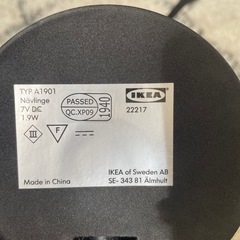 TYP A1901
Nävlinge
7V DC
1.9W
PASSED
QC.XP09
1940
IKEA
22217
III
F
Made in China
IKEA of Sweden AB
SE- 343 81 Älmhult